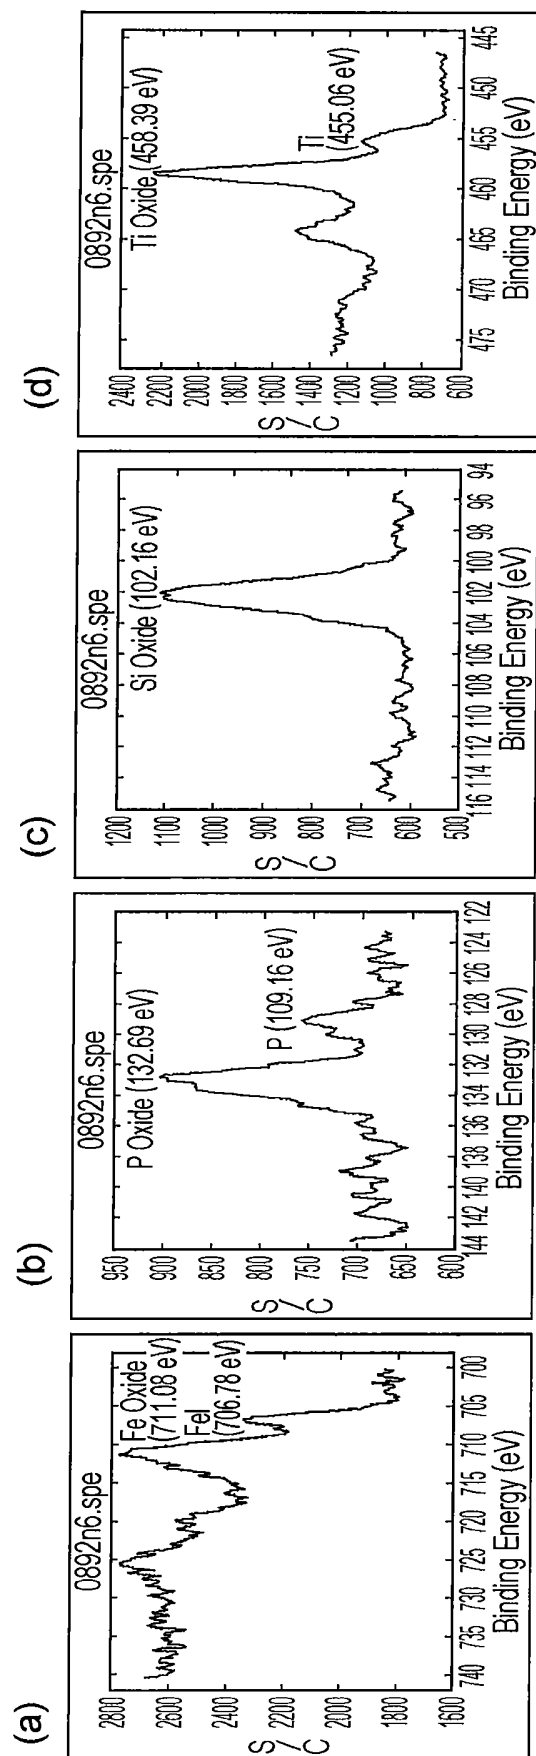 (a)
0892n6.spe
Fe Oxide
(711.08 eV)
FeI
(706.78 eV)
C/S
2800
2600
2400
2200
2000
1800
1600
740 735 730 725 720 715 710 705 700
Binding Energy (eV)
(b)
0892n6.spe
P Oxide (132.69 eV)
P (109.16 eV)
C/S
950
900
850
800
750
700
650
600
144 142 140 138 136 134 132 130 128 126 124 122
Binding Energy (eV)
(c)
0892n6.spe
Si Oxide (102.16 eV)
C/S
1200
1100
1000
900
800
700
600
500
116 114 112 110 108 106 104 102 100 98 96 94
Binding Energy (eV)
(d)
0892n6.spe
Ti Oxide (458.39 eV)
Ti
(455.06 eV)
C/S
2400
2200
2000
1800
1600
1400
1200
1000
800
600
475 470 465 460 455 450 445
Binding Energy (eV)